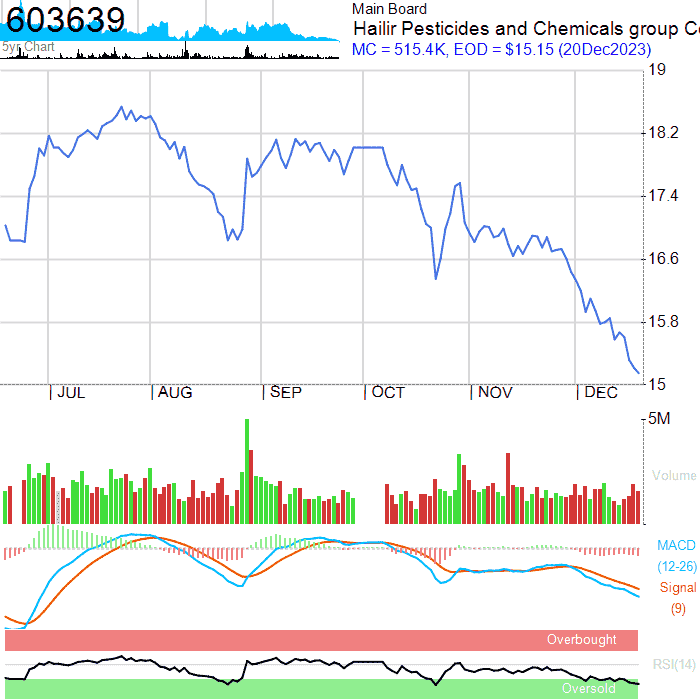 603639
5yr Chart
Main Board
Hailir Pesticides and Chemicals group C
MC = 515.4K, EOD = $15.15 (20Dec2023)
19
18.2
17.4
16.6
15.8
15
JUL
AUG
SEP
OCT
NOV
DEC
5M
Volume
MACD
(12-26)
Signal
(9)
Overbought
RSI(14)
Oversold